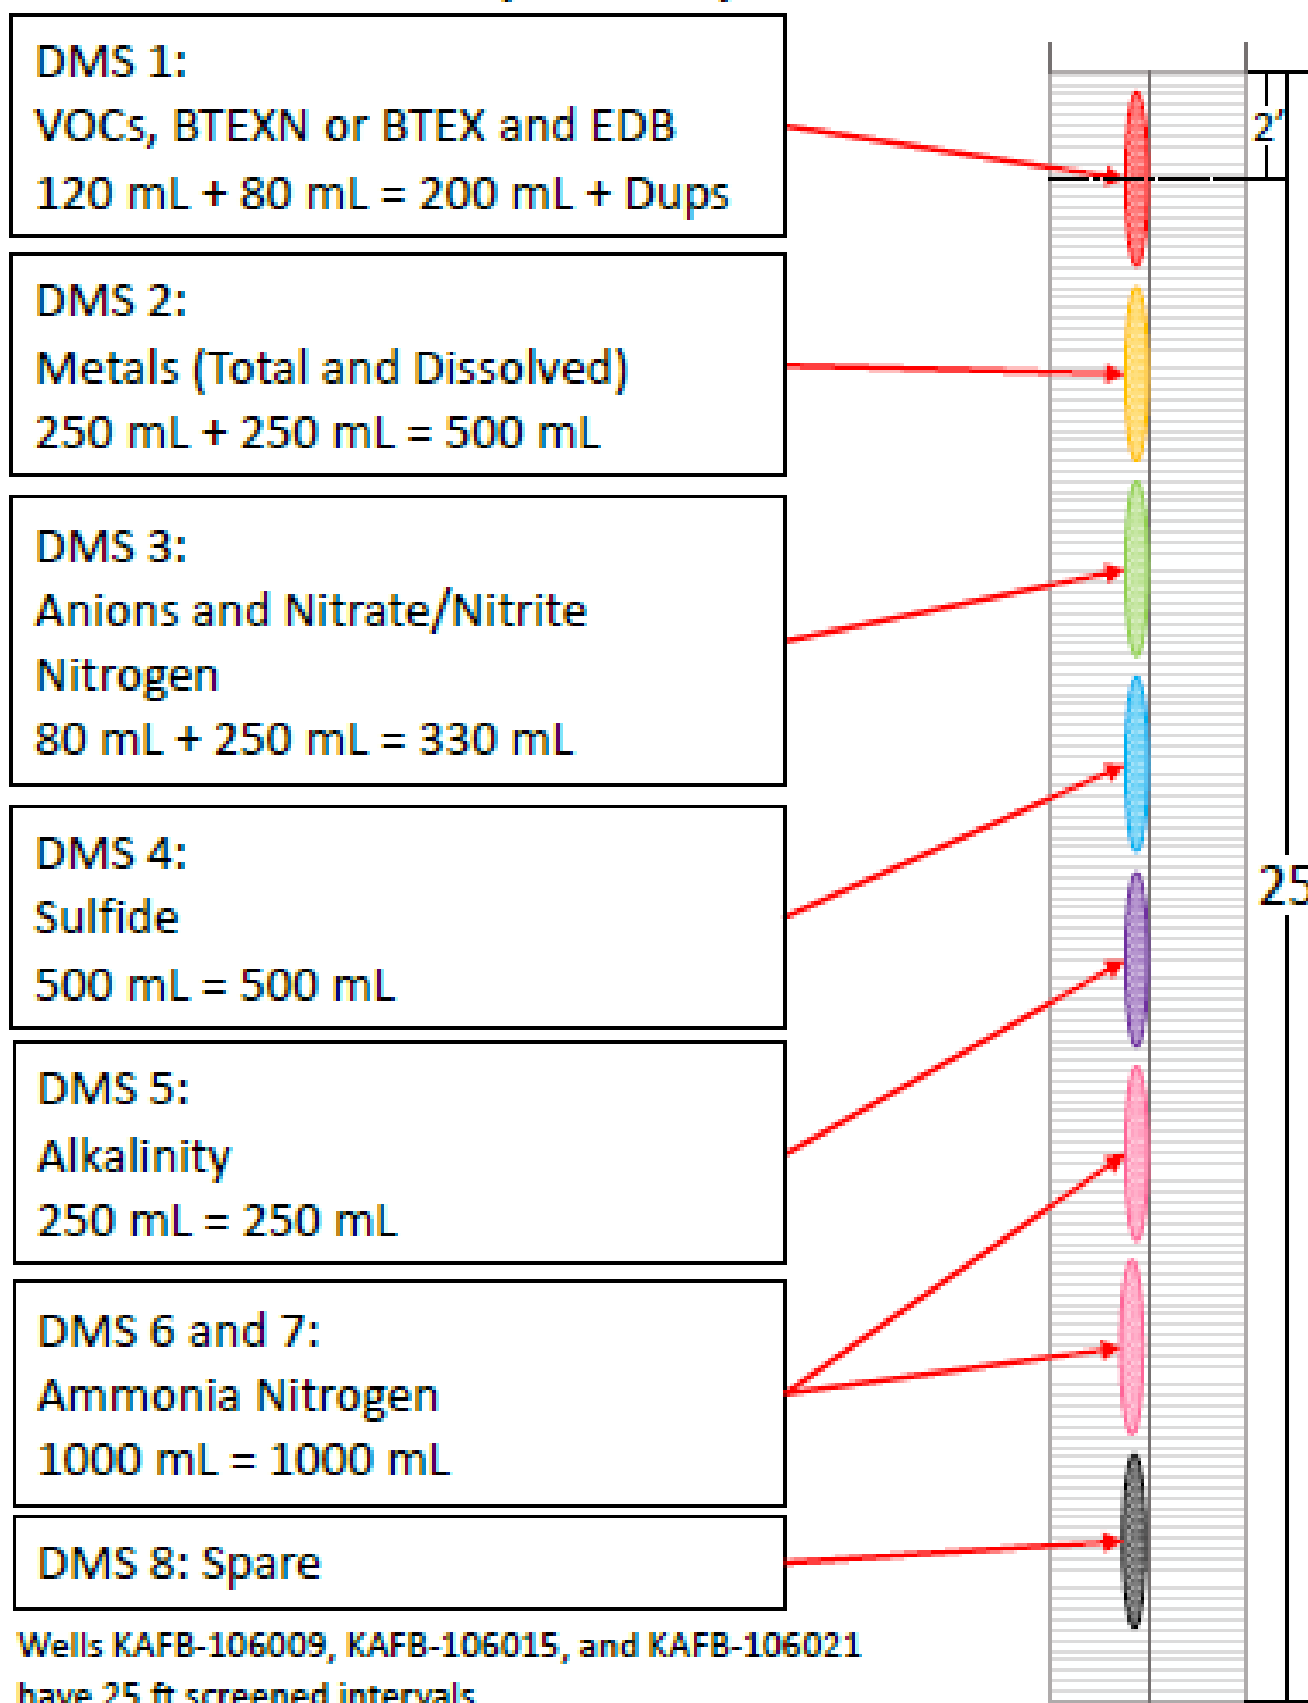 DMS 1:
VOCs, BTEXN or BTEX and EDB
120 mL + 80 mL = 200 mL + Dups
2'
DMS 2:
Metals (Total and Dissolved)
250 mL + 250 mL = 500 mL
DMS 3:
Anions and Nitrate/Nitrite
Nitrogen
80 mL + 250 mL = 330 mL
DMS 4:
Sulfide
500 mL = 500 mL
25
DMS 5:
Alkalinity
250 mL = 250 mL
DMS 6 and 7:
Ammonia Nitrogen
1000 mL = 1000 mL
DMS 8: Spare
Wells KAFB-106009, KAFB-106015, and KAFB-106021
have 25 ft screened intervals